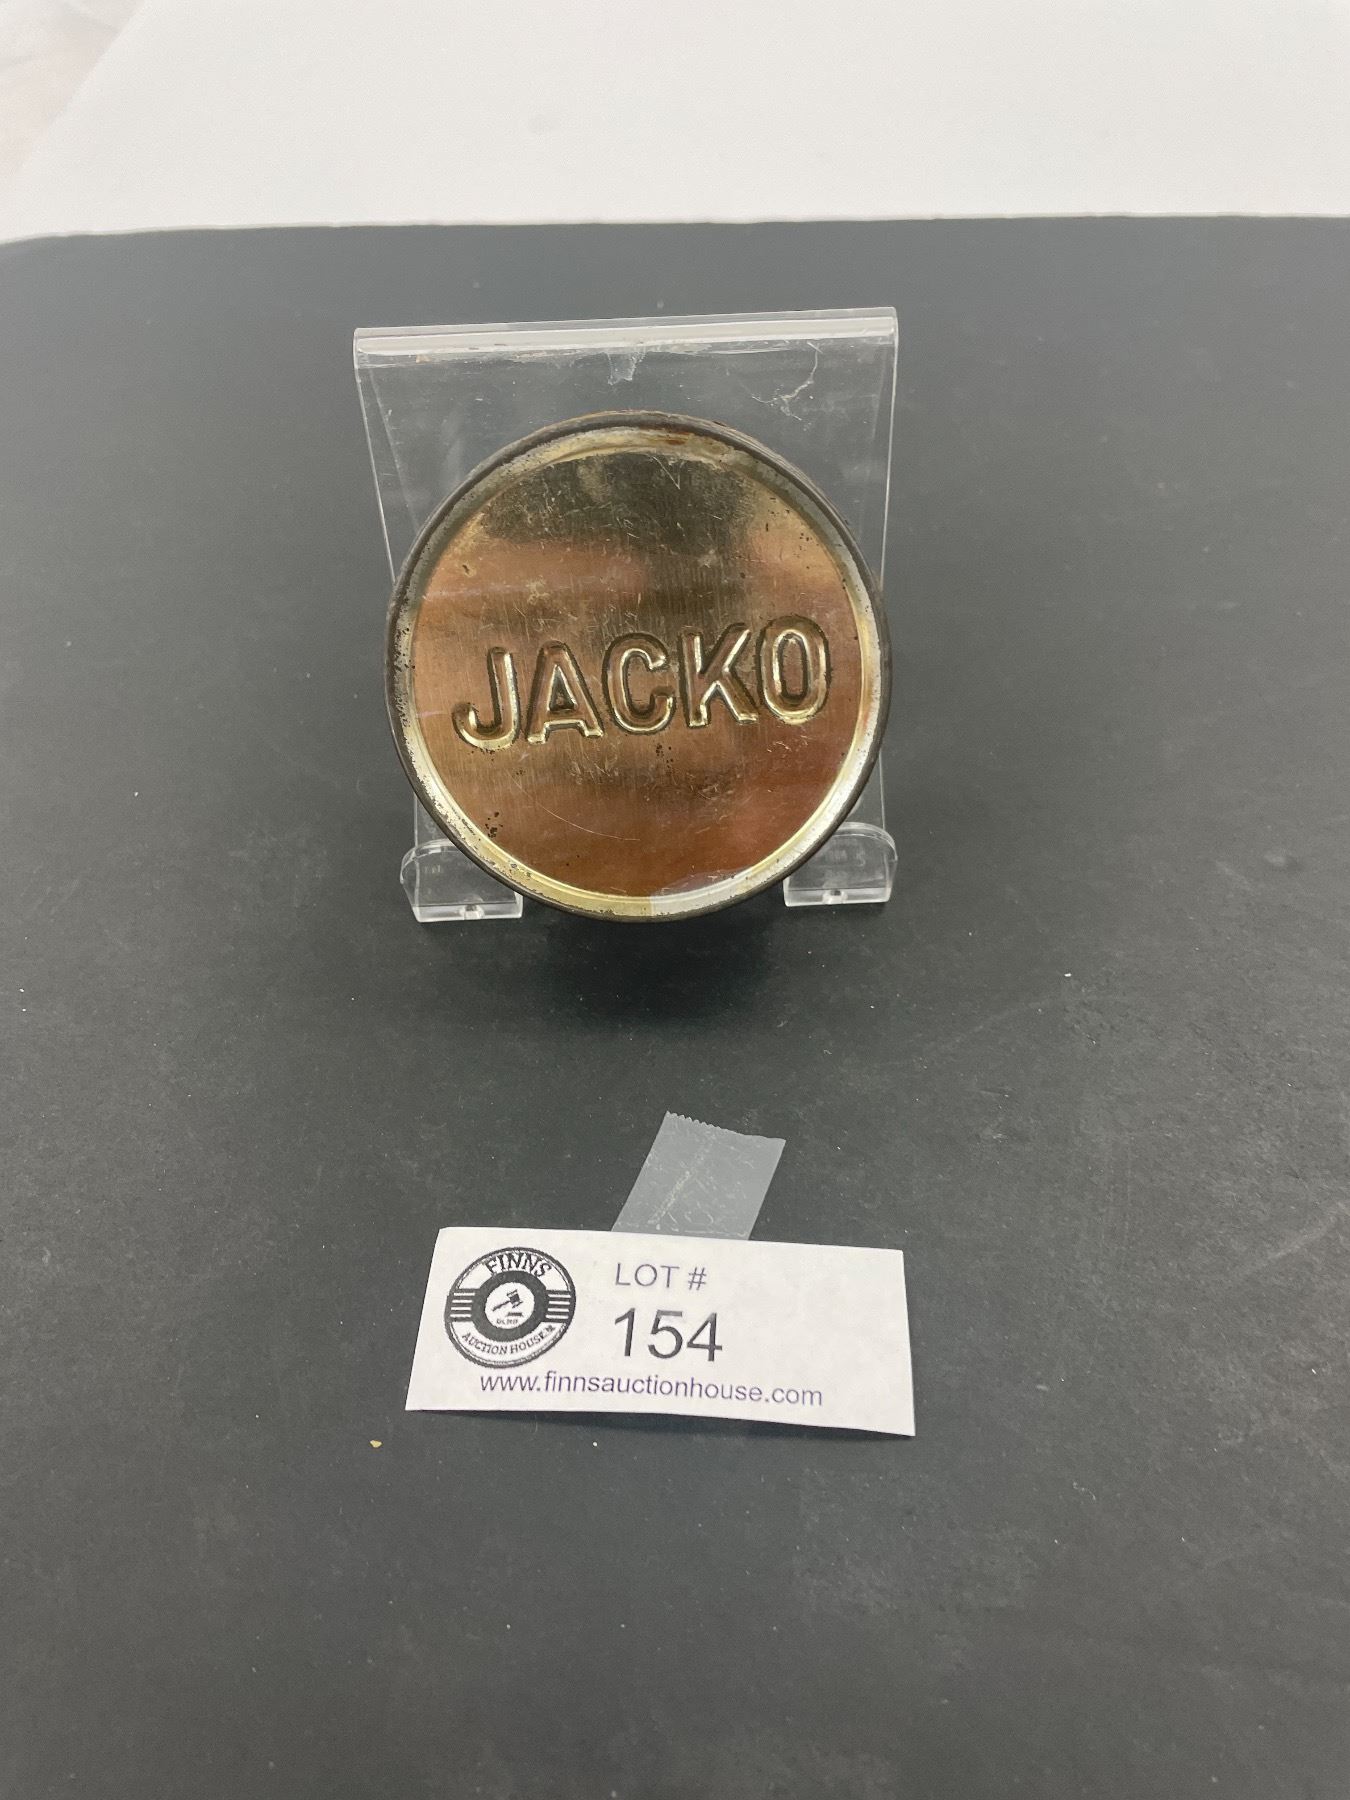 JACKO
FINNS
AUCTION HOUSE
LOT #
154
www.finnsauctionhouse.com